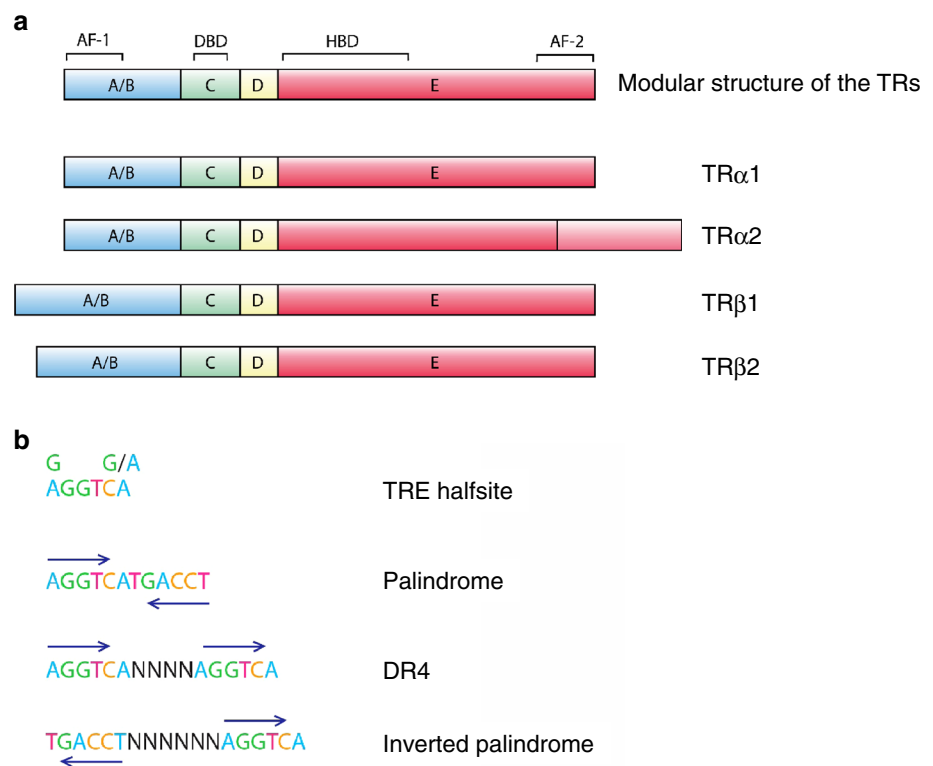 a
AF-1 DBD HBD AF-2
A/B C D E Modular structure of the TRs
A/B C D E TRα1
A/B C D TRα2
A/B C D E TRβ1
A/B C D E TRβ2
b
G G/A
AGGTCA TRE halfsite
AGGTCATGACCT Palindrome
AGGTCANNNNAGGTCA DR4
TGACCTNNNNNNAGGTCA Inverted palindrome